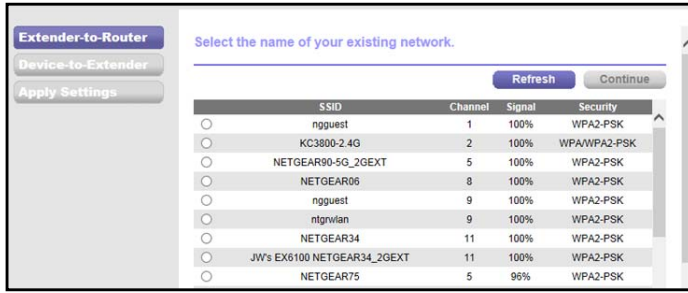 Extender-to-Router
Device-to-Extender
Apply Settings
Select the name of your existing network.
Refresh Continue
SSID Channel Signal Security
ngguest 1 100% WPA2-PSK
KC3800-2.4G 2 100% WPA/WPA2-PSK
NETGEAR90-5G_2GEXT 5 100% WPA2-PSK
NETGEAR06 8 100% WPA2-PSK
ngguest 9 100% WPA2-PSK
ntgrwlan 9 100% WPA2-PSK
NETGEAR34 11 100% WPA2-PSK
JW's EX6100 NETGEAR34_2GEXT 11 100% WPA2-PSK
NETGEAR75 5 96% WPA2-PSK